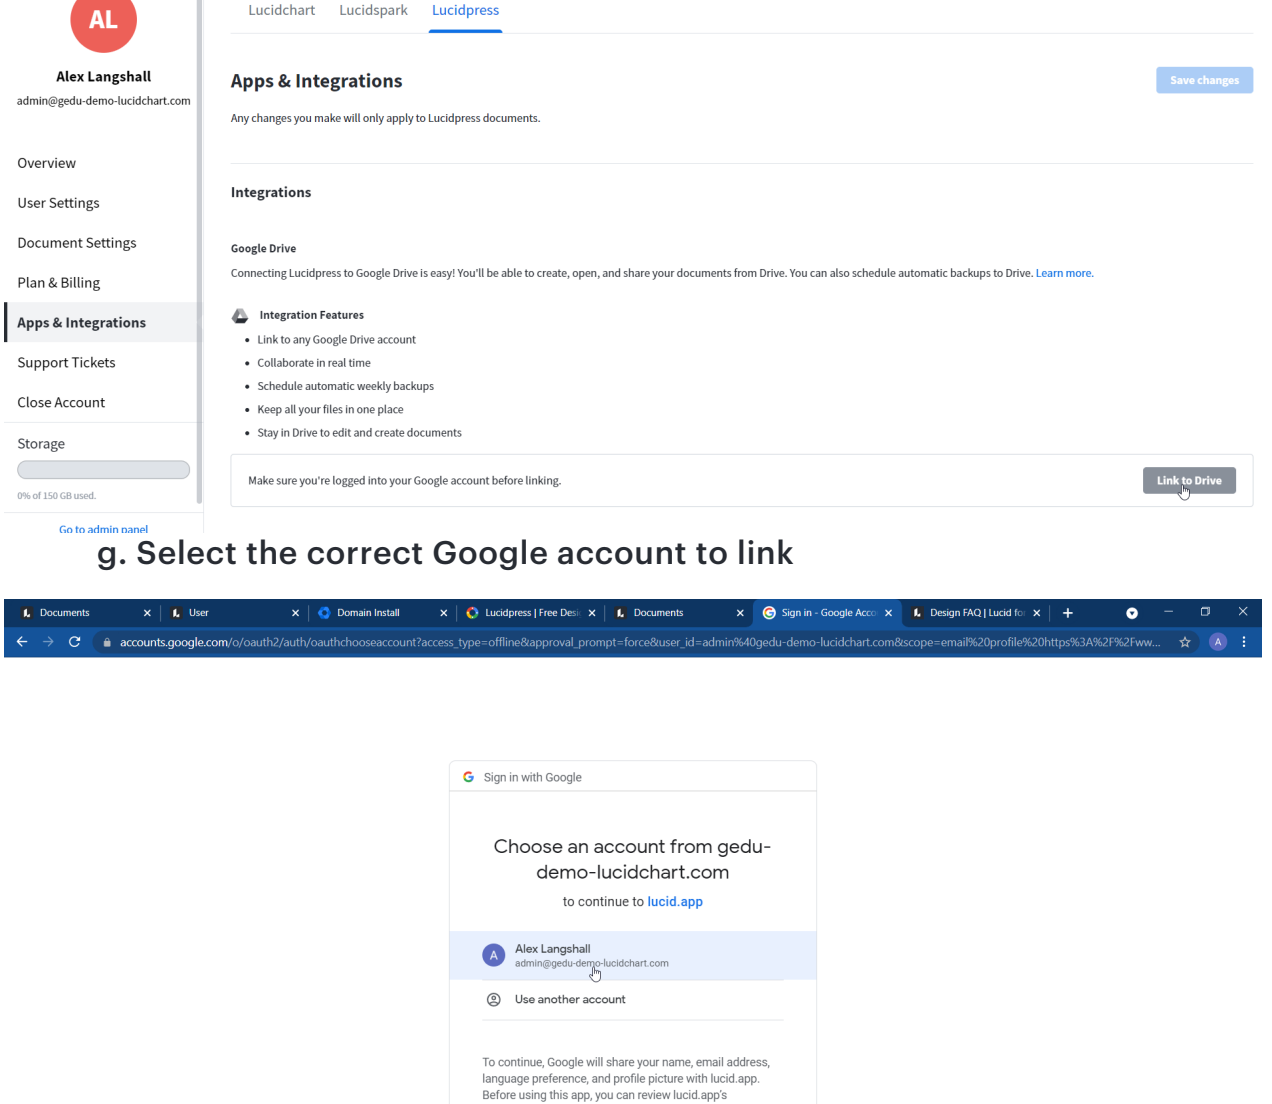 AL
Alex Langshall
admin@gedu-demo-lucidchart.com
Overview
User Settings
Document Settings
Plan & Billing
Apps & Integrations
Support Tickets
Close Account
Storage
0% of 150 GB used.
Go to admin panel
Lucidchart Lucidspark Lucidpress
Apps & Integrations Save changes
Any changes you make will only apply to Lucidpress documents.
Integrations
Google Drive
Connecting Lucidpress to Google Drive is easy! You'll be able to create, open, and share your documents from Drive. You can also schedule automatic backups to Drive. Learn more.
Integration Features
• Link to any Google Drive account
• Collaborate in real time
• Schedule automatic weekly backups
• Keep all your files in one place
• Stay in Drive to edit and create documents
Make sure you're logged into your Google account before linking. Link to Drive
g. Select the correct Google account to link
Documents User Domain Install Lucidpress | Free Desi Documents Sign in - Google Acco Design FAQ | Lucid fo
accounts.google.com/o/oauth2/auth/oauthchooseaccount?access_type=offline&approval_prompt=force&user_id=admin%40gedu-demo-lucidchart.com&scope=email%20profile%20https%3A%2F%2Fww... A
Sign in with Google
Choose an account from gedu-
demo-lucidchart.com
to continue to lucid.app
A Alex Langshall
admin@gedu-demo-lucidchart.com
Use another account
To continue, Google will share your name, email address,
language preference, and profile picture with lucid.app.
Before using this app, you can review lucid.app's